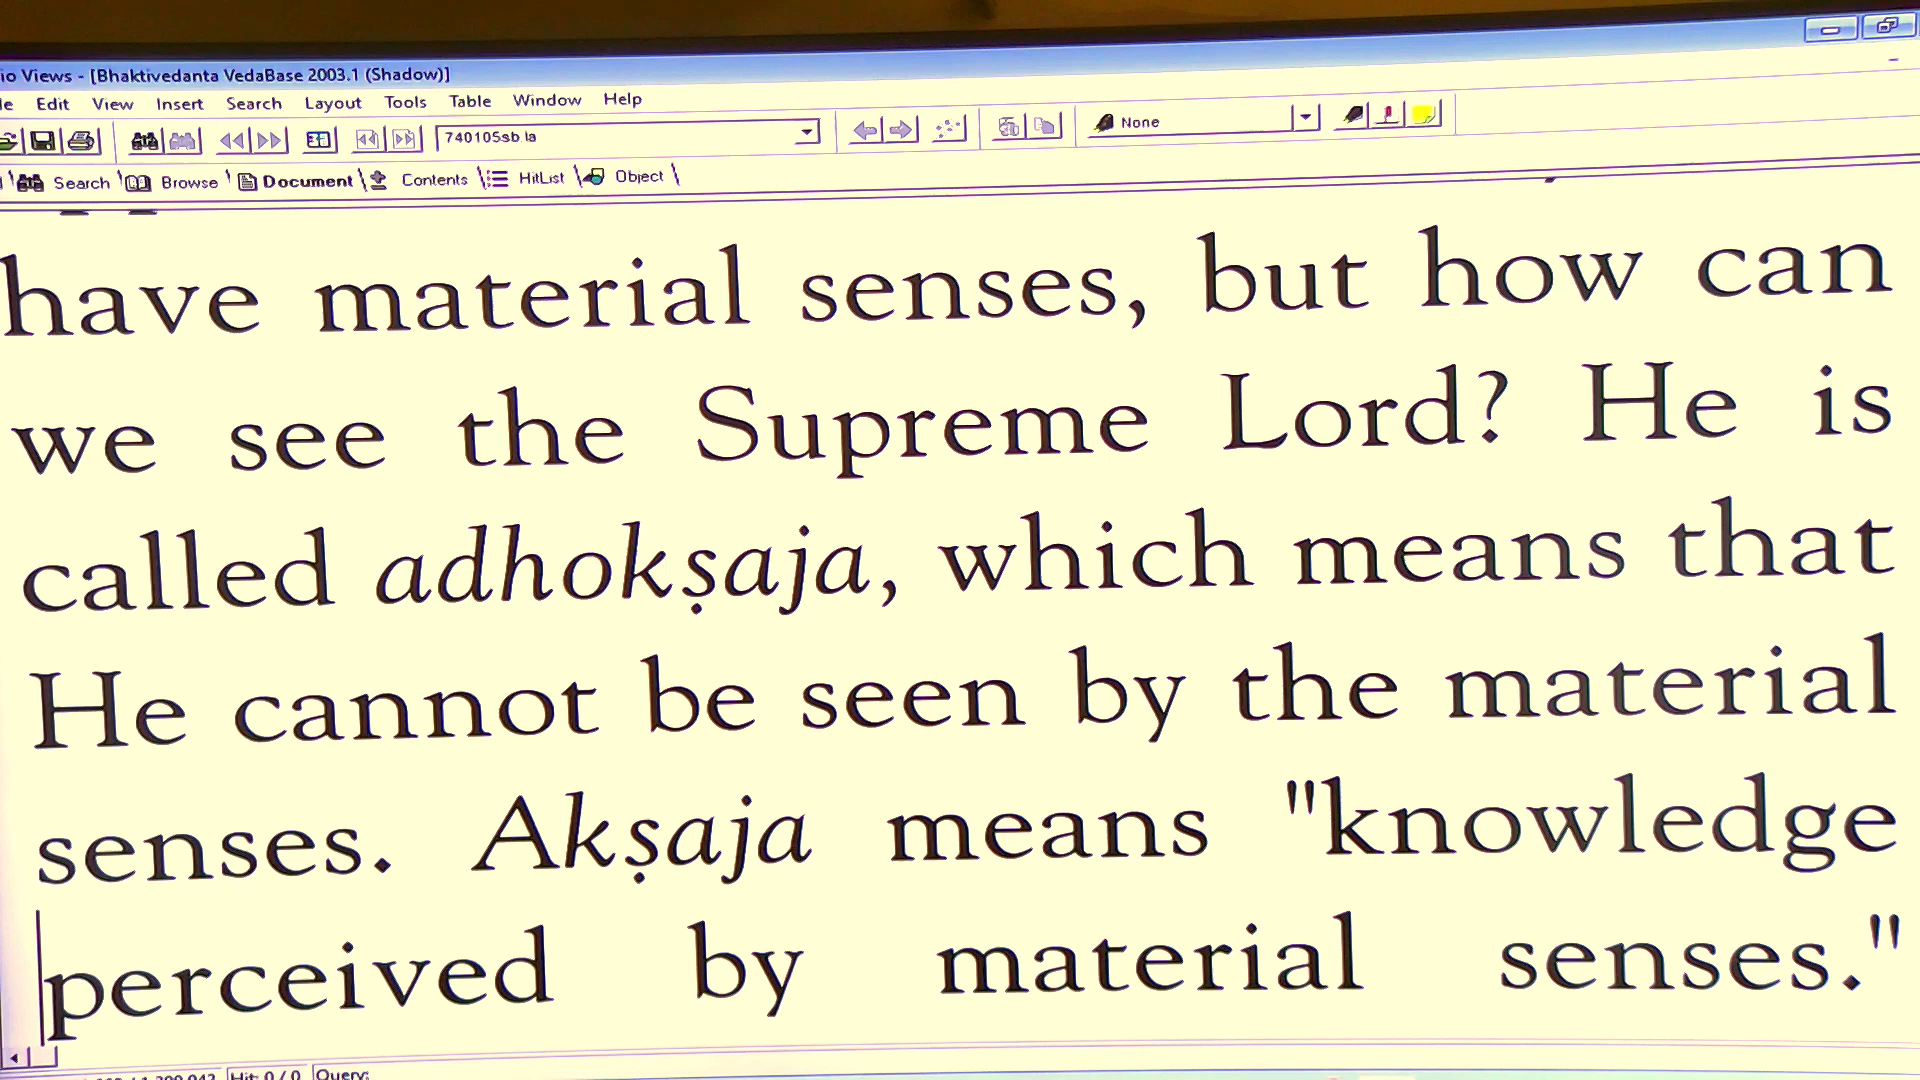 io Views - [Bhaktivedanta VedaBase 2003.1 (Shadow)]
le Edit View Insert Search Layout Tools Table Window Help
740105sb la
None
Search Browse Document Contents HitList Object
have material senses, but how can
we see the Supreme Lord? He is
called adhokṣaja, which means that
He cannot be seen by the material
senses. Akṣaja means "knowledge
perceived by material senses."
Hit: 0 / 0 Query: